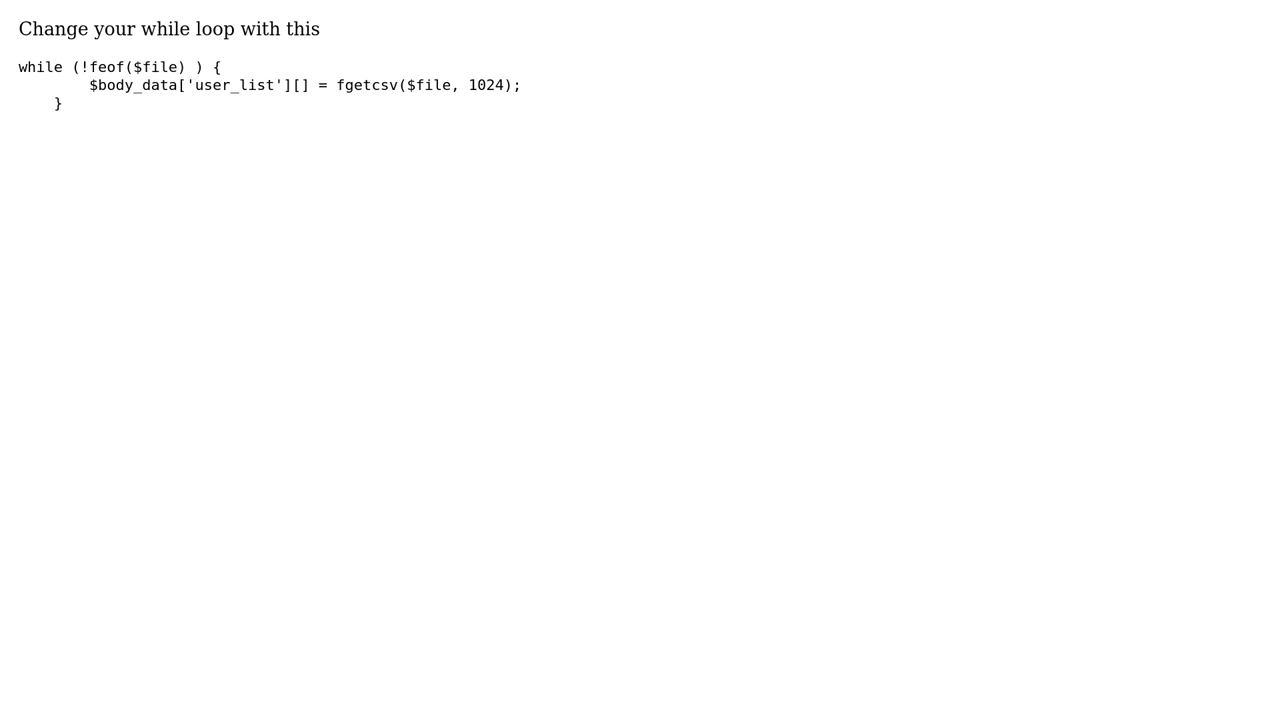 Change your while loop with this
while (!feof($file) ) {
        $body_data['user_list'][] = fgetcsv($file, 1024);
    }